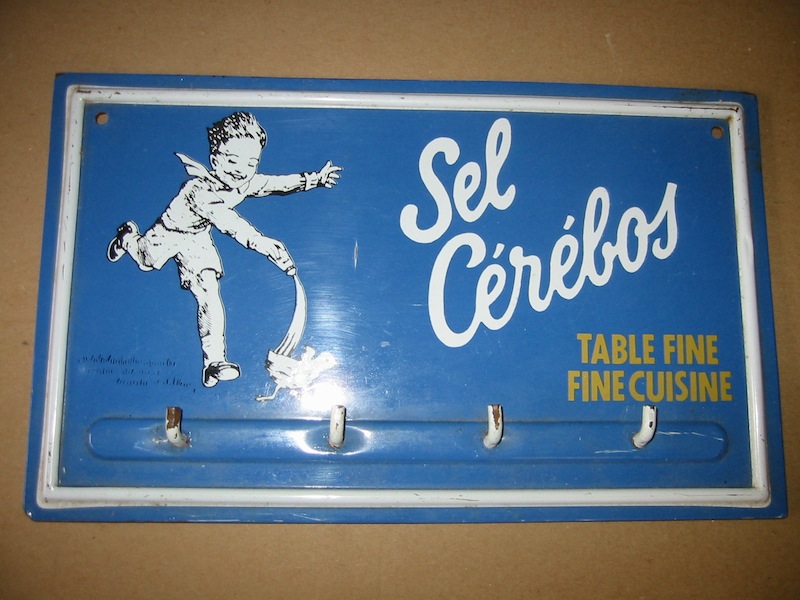 Sel
Cérébos
TABLE FINE
FINE CUISINE